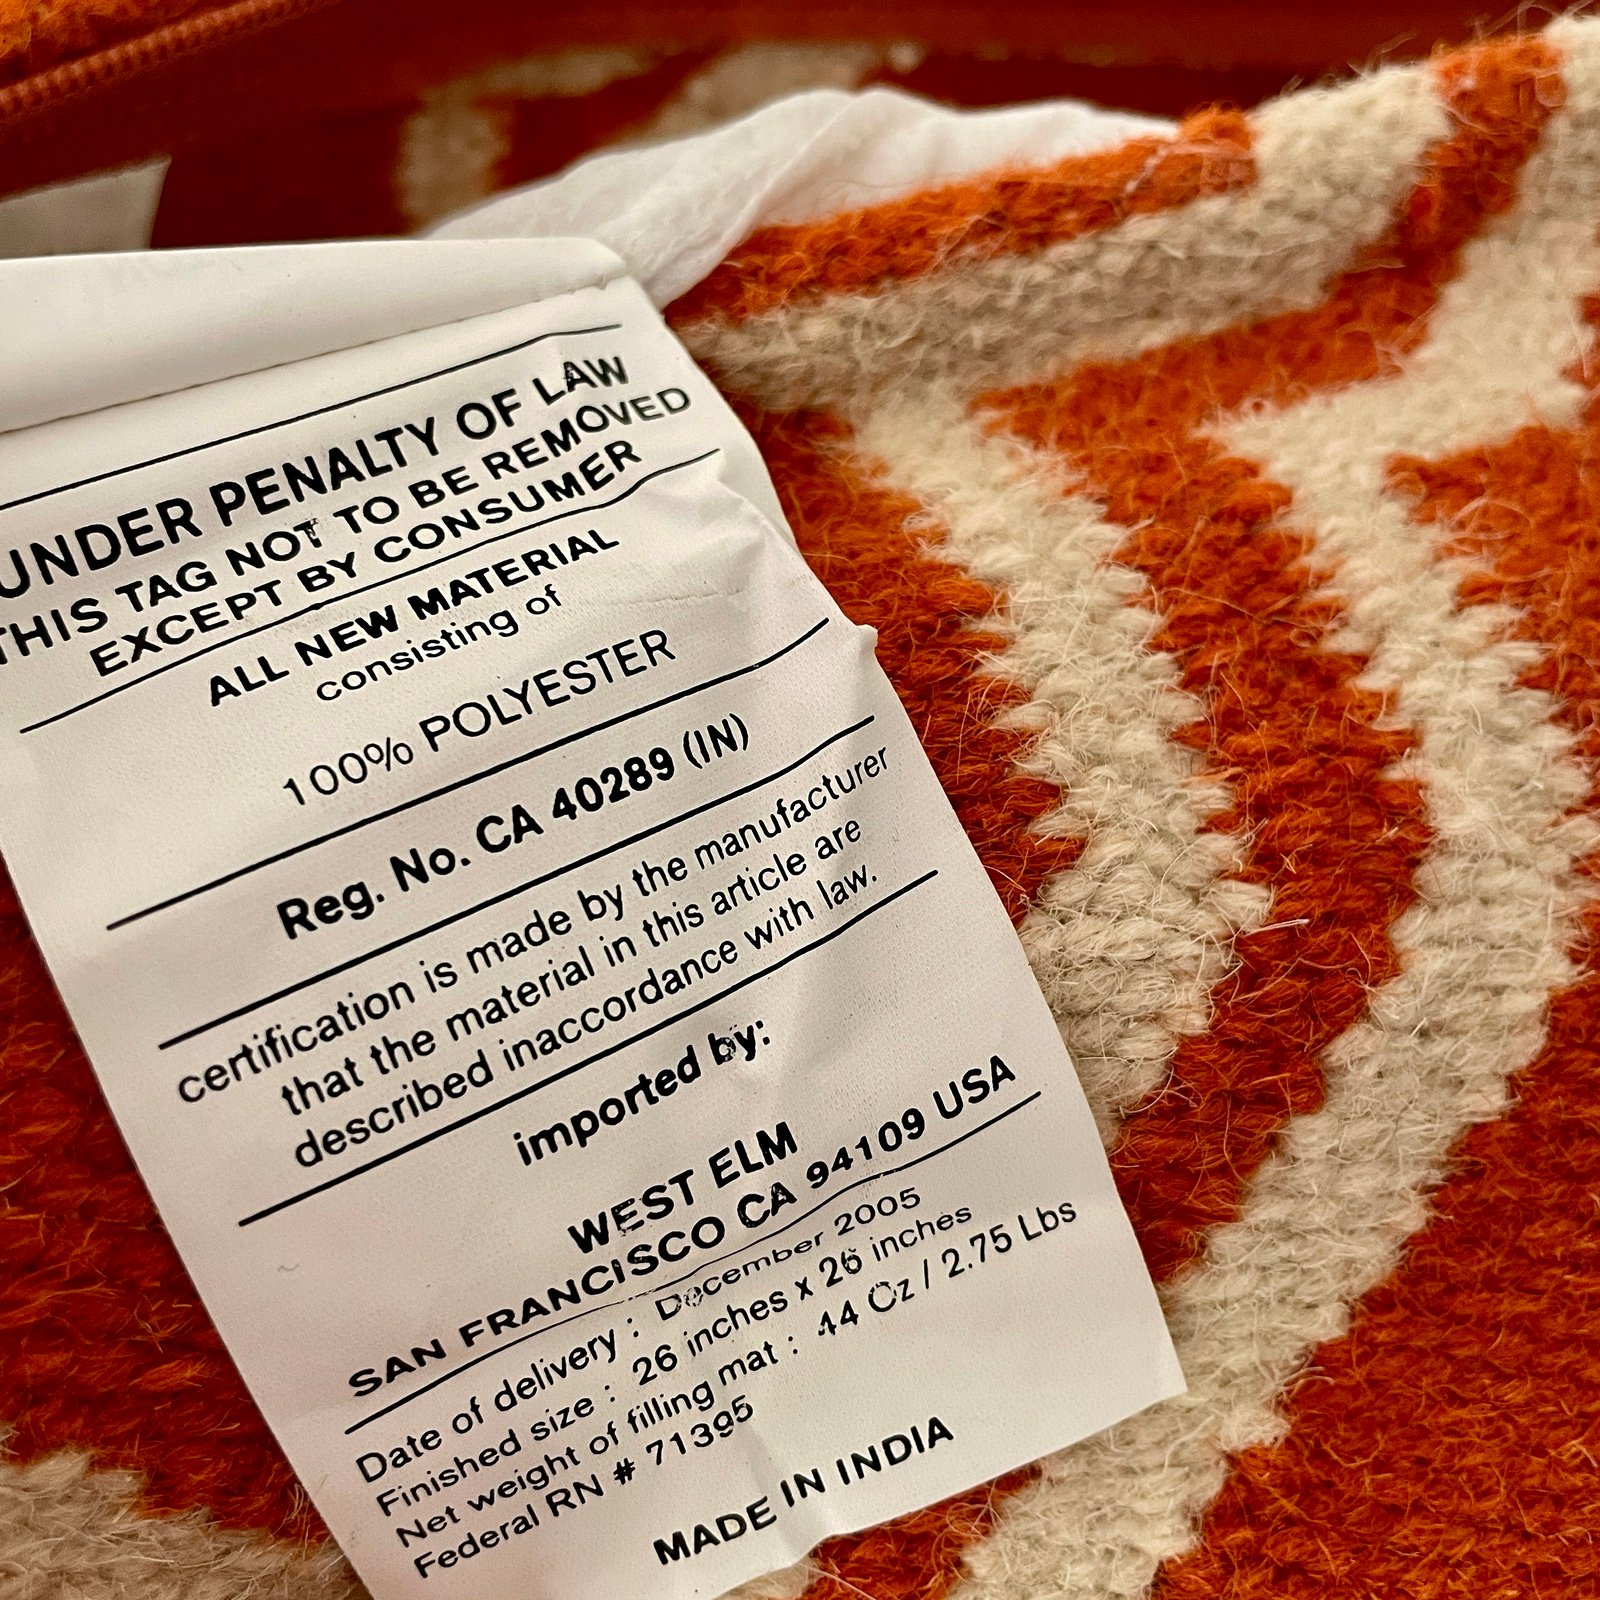 UNDER PENALTY OF LAW
THIS TAG NOT TO BE REMOVED
EXCEPT BY CONSUMER
ALL NEW MATERIAL
consisting of
100% POLYESTER
Reg. No. CA 40289 (IN)
certification is made by the manufacturer
that the material in this article are
described inaccordance with law.
imported by:
WEST ELM
SAN FRANCISCO CA 94109 USA
Date of delivery : December 2005
Finished size : 26 inches x 26 inches
Net weight of filling mat : 44 Oz / 2.75 Lbs
Federal RN # 71395
MADE IN INDIA